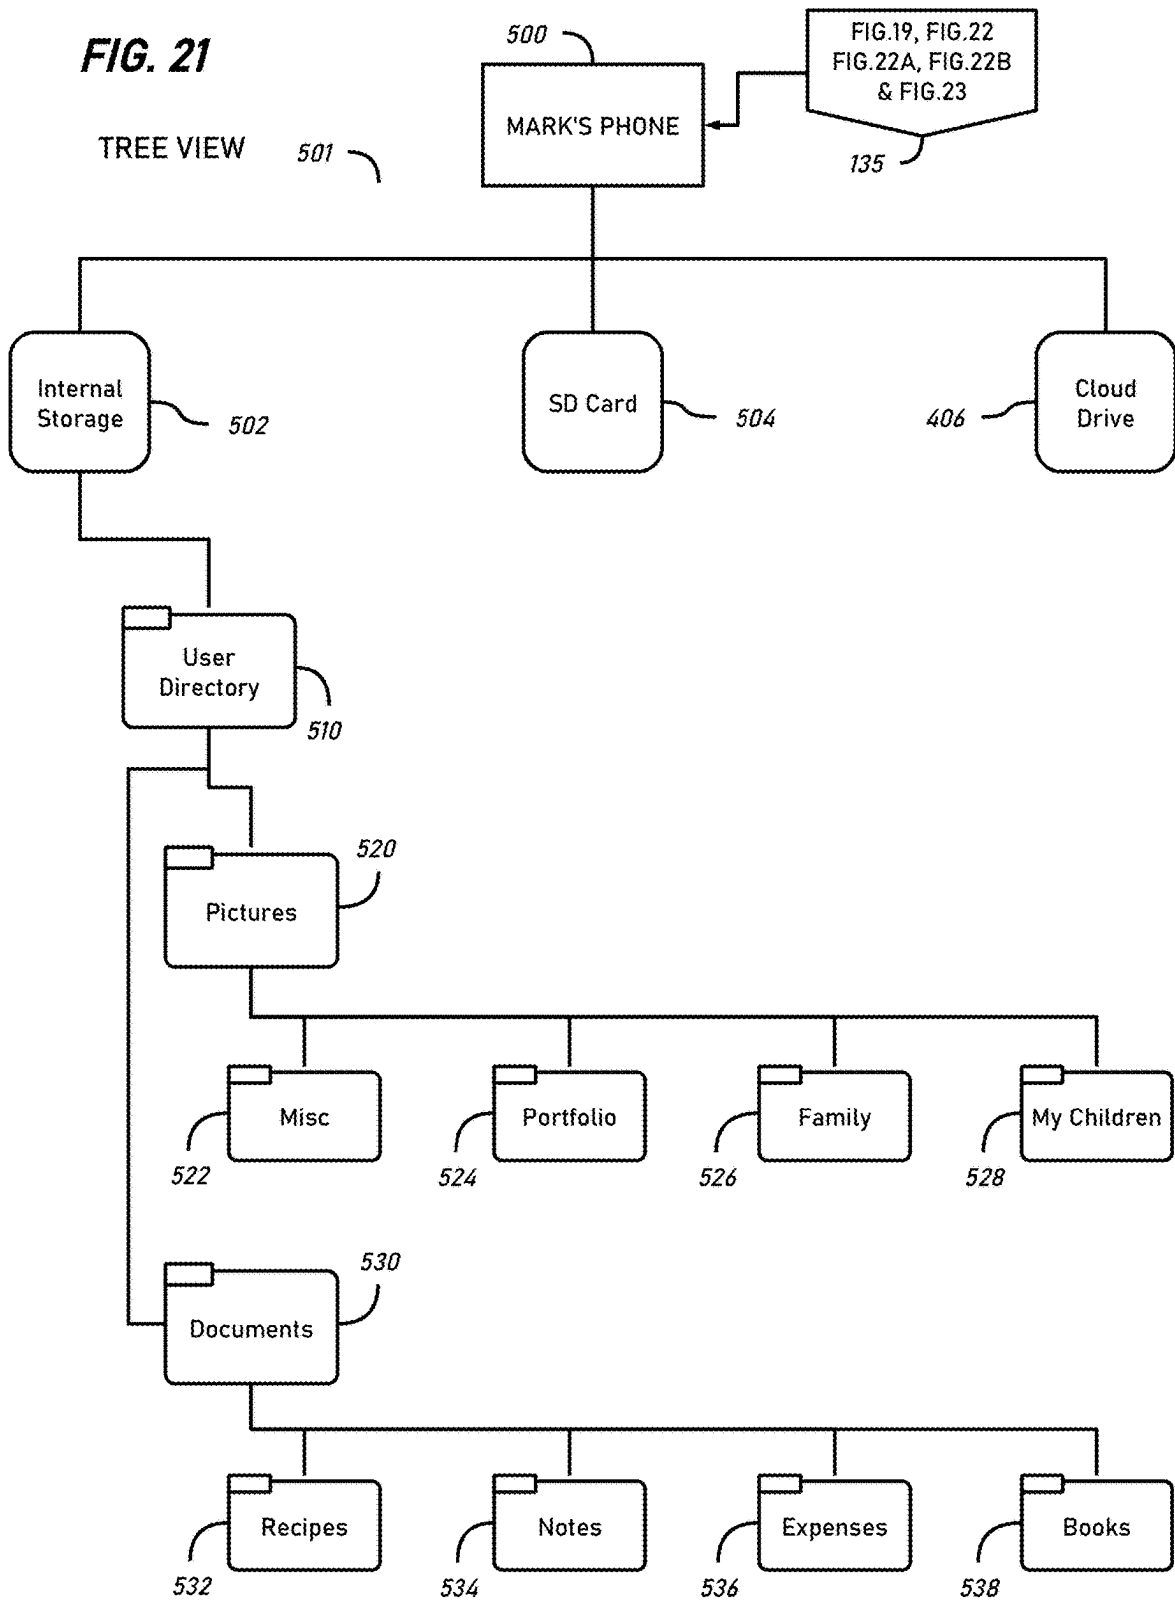 FIG. 21
500
FIG.19, FIG.22
FIG.22A, FIG.22B
& FIG.23
MARK'S PHONE
TREE VIEW
501
135
Internal
Storage
502
SD Card
504
406
Cloud
Drive
User
Directory
510
520
Pictures
Misc
Portfolio
Family
My Children
522
524
526
528
530
Documents
Recipes
Notes
Expenses
Books
532
534
536
538